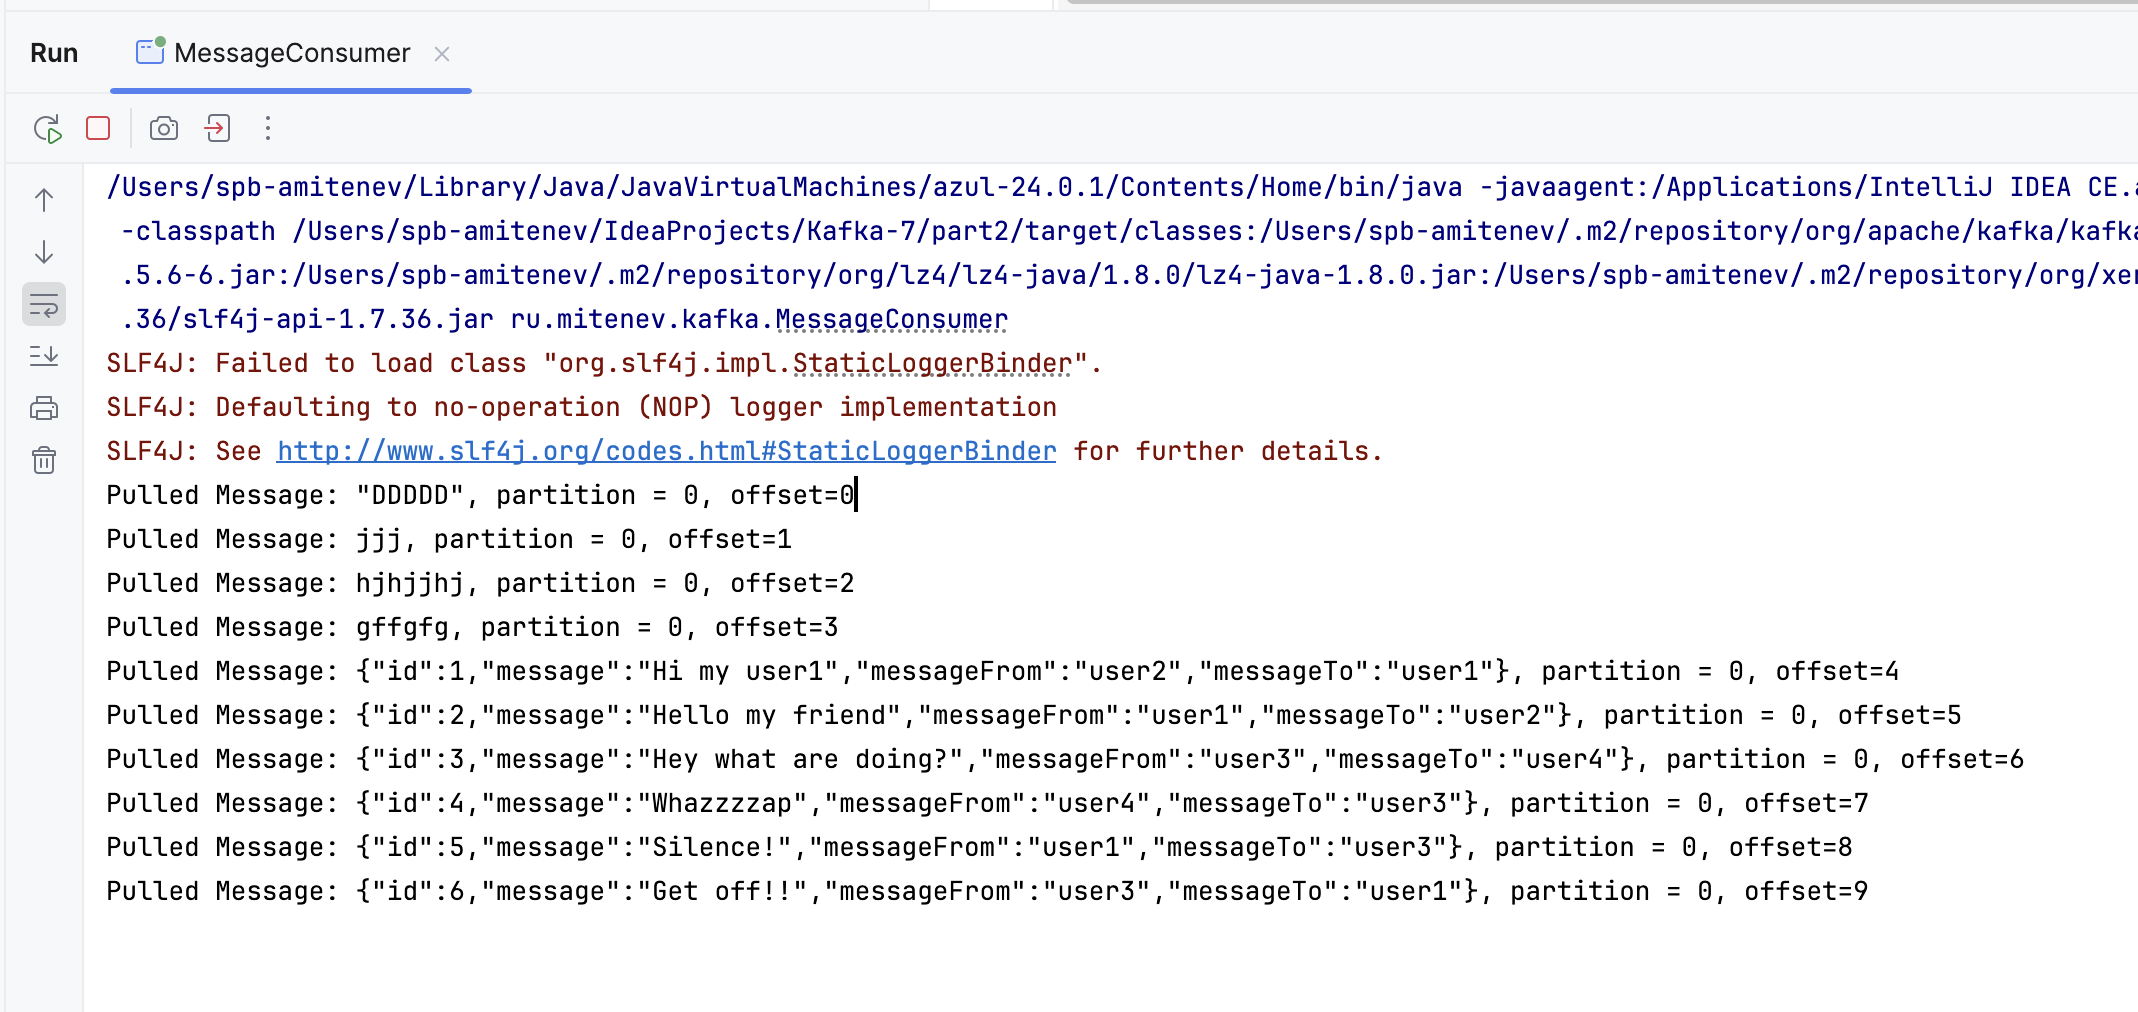 Run MessageConsumer
/Users/spb-amitenev/Library/Java/JavaVirtualMachines/azul-24.0.1/Contents/Home/bin/java -javaagent:/Applications/IntelliJ IDEA CE.
-classpath /Users/spb-amitenev/IdeaProjects/Kafka-7/part2/target/classes:/Users/spb-amitenev/.m2/repository/org/apache/kafka/kafka
.5.6-6.jar:/Users/spb-amitenev/.m2/repository/org/lz4/lz4-java/1.8.0/lz4-java-1.8.0.jar:/Users/spb-amitenev/.m2/repository/org/xer
.36/slf4j-api-1.7.36.jar ru.mitenev.kafka.MessageConsumer
SLF4J: Failed to load class "org.slf4j.impl.StaticLoggerBinder".
SLF4J: Defaulting to no-operation (NOP) logger implementation
SLF4J: See http://www.slf4j.org/codes.html#StaticLoggerBinder for further details.
Pulled Message: "DDDDD", partition = 0, offset=0
Pulled Message: jjj, partition = 0, offset=1
Pulled Message: hjhjjhj, partition = 0, offset=2
Pulled Message: gffgfg, partition = 0, offset=3
Pulled Message: {"id":1,"message":"Hi my user1","messageFrom":"user2","messageTo":"user1"}, partition = 0, offset=4
Pulled Message: {"id":2,"message":"Hello my friend","messageFrom":"user1","messageTo":"user2"}, partition = 0, offset=5
Pulled Message: {"id":3,"message":"Hey what are doing?","messageFrom":"user3","messageTo":"user4"}, partition = 0, offset=6
Pulled Message: {"id":4,"message":"Whazzzzap","messageFrom":"user4","messageTo":"user3"}, partition = 0, offset=7
Pulled Message: {"id":5,"message":"Silence!","messageFrom":"user1","messageTo":"user3"}, partition = 0, offset=8
Pulled Message: {"id":6,"message":"Get off!!","messageFrom":"user3","messageTo":"user1"}, partition = 0, offset=9